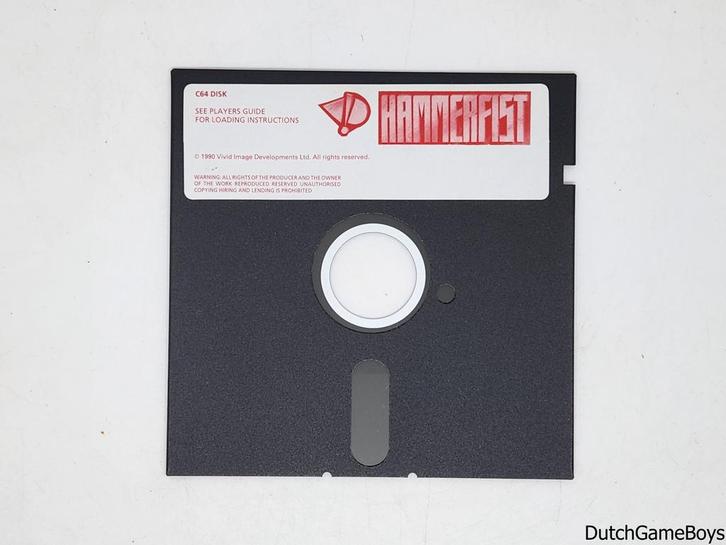 C64 DISK
SEE PLAYERS GUIDE
FOR LOADING INSTRUCTIONS
HAMMERFIST
© 1990 Vivid Image Developments Ltd. All rights reserved.
WARNING: ALL RIGHTS OF THE PRODUCER AND THE OWNER
OF THE WORK REPRODUCED RESERVED UNAUTHORISED
COPYING HIRING AND LENDING IS PROHIBITED
DutchGameBoys